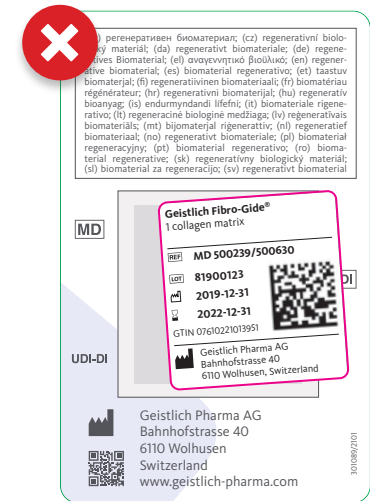 регенеративен биоматериал; (cz) regenerativní biolo-
materiál; (da) regenerativt biomateriale; (de) regene-
tives Biomaterial; (el) αναγεννητικό βιοϋλικό; (en) regener-
ative biomaterial; (es) biomaterial regenerativo; (et) taastuv
biomaterjal; (fi) regeneratiivinen biomateriaali; (fr) biomatériau
régénérateur; (hr) regenerativni biomaterijal; (hu) regeneratív
bioanyag; (is) endurmyndandi lífefni; (it) biomateriale rigene-
rativo; (lt) regeneracinė biologinė medžiaga; (lv) reģeneratīvais
biomateriāls; (mt) bijomaterjal riġenerattiv; (nl) regeneratief
biomateriaal; (no) regenerativt biomateriale; (pl) biomateriał
regeneracyjny; (pt) biomaterial regenerativo; (ro) bioma-
terial regenerative; (sk) regeneratívny biologický materiál;
(sl) biomaterial za regeneracijo; (sv) regenerativt biomaterial
MD
Geistlich Fibro-Gide®
1 collagen matrix
REF MD 500239/500630
LOT 81900123
2019-12-31
2022-12-31
GTIN 07610221013951
Geistlich Pharma AG
Bahnhofstrasse 40
6110 Wolhusen, Switzerland
DI
UDI-DI
Geistlich Pharma AG
Bahnhofstrasse 40
6110 Wolhusen
Switzerland
www.geistlich-pharma.com
301089/2101